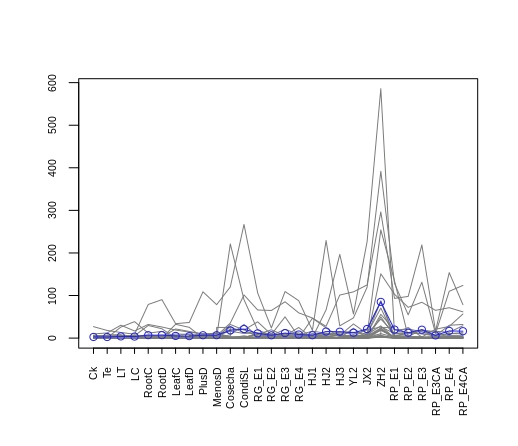 600
500
400
300
200
100
0
Ck
Te
LT
LC
RootC
RootD
LeafC
LeafD
PlusD
MenosD
Cosecha
CondiSL
RG_E1
RG_E2
RG_E3
RG_E4
HJ1
HJ2
HJ3
YL2
JX2
ZH2
RP_E1
RP_E2
RP_E3
RP_E3CA
RP_E4
RP_E4CA